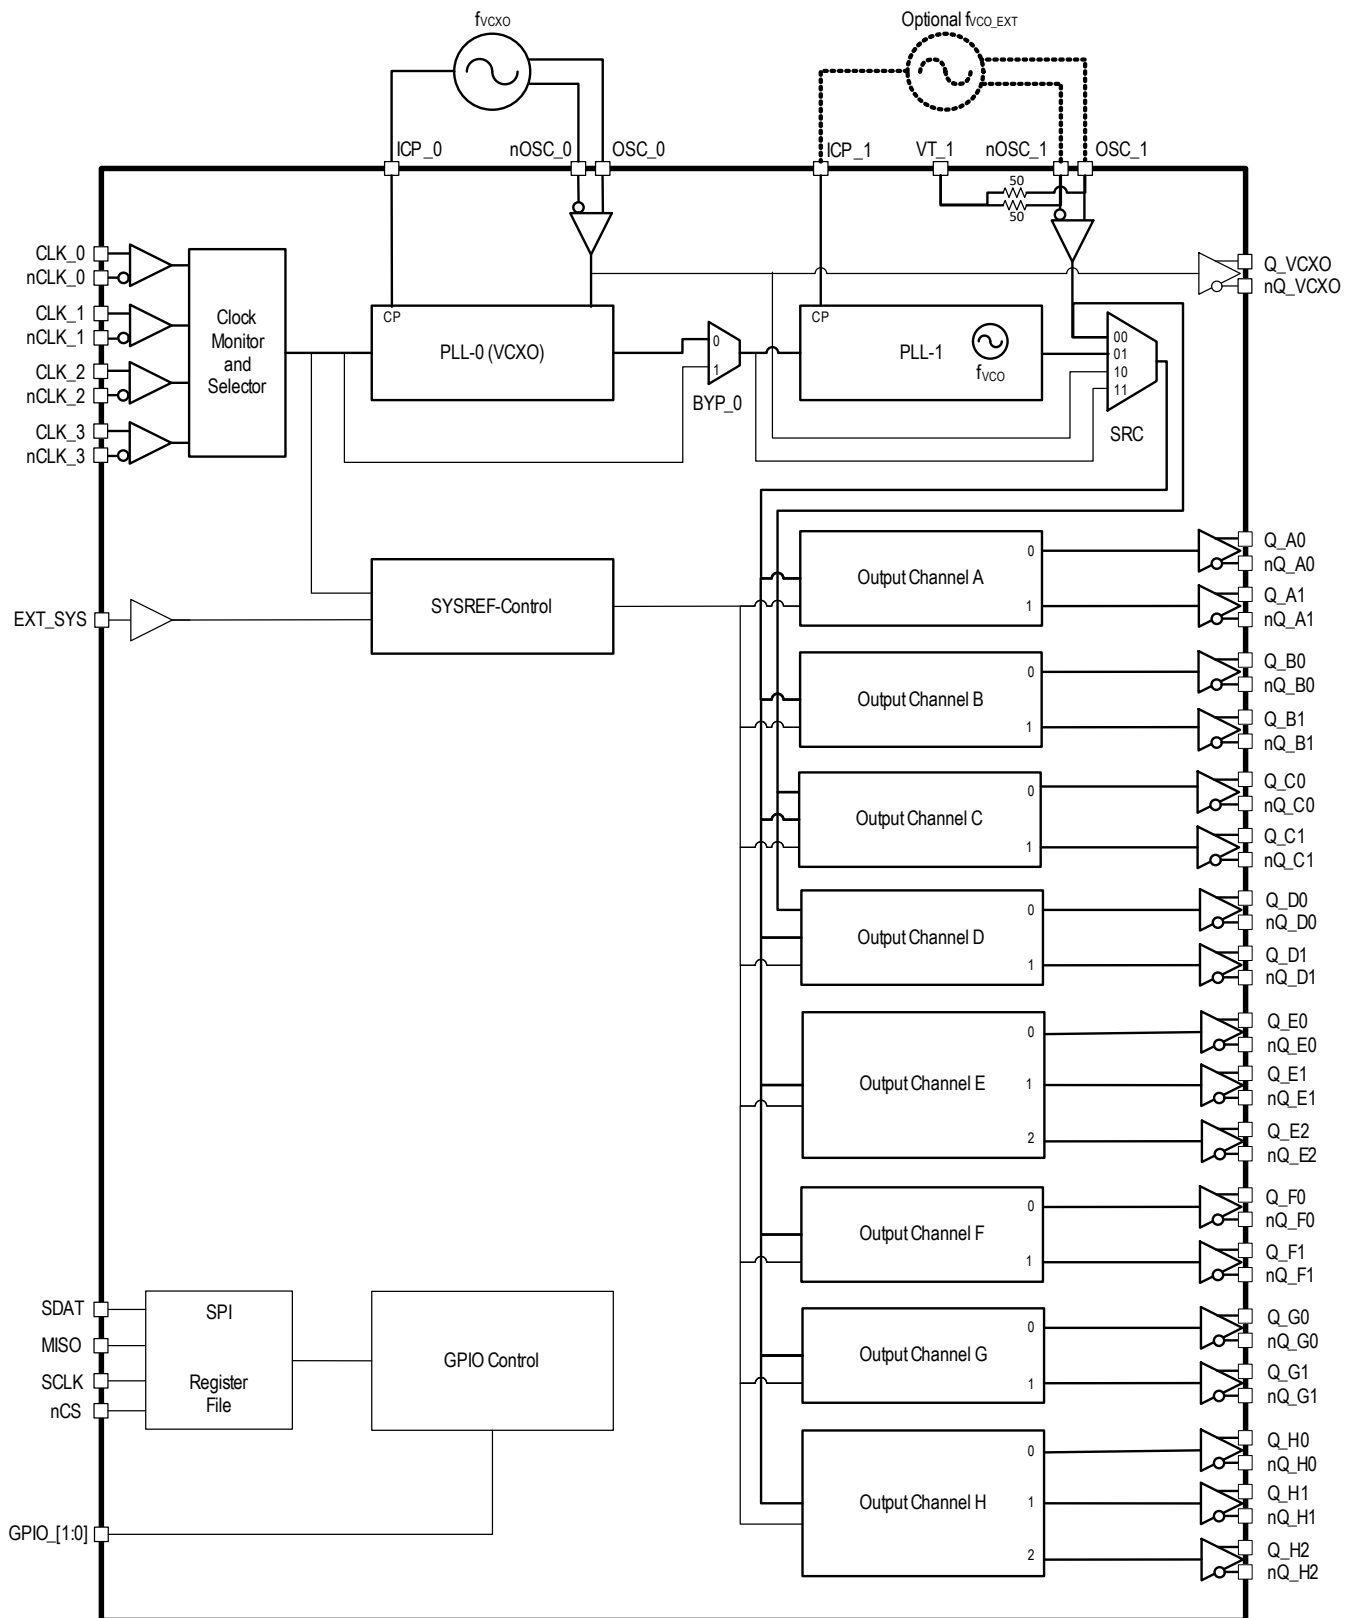 fVCXO
Optional fVCO_EXT
ICP_0
nOSC_0
OSC_0
ICP_1
VT_1
nOSC_1
OSC_1
50
50
CLK_0
nCLK_0
CLK_1
nCLK_1
CLK_2
nCLK_2
CLK_3
nCLK_3
Clock
Monitor
and
Selector
CP
PLL-0 (VCXO)
0
1
BYP_0
CP
PLL-1
fVCO
00
01
10
11
SRC
Q_VCXO
nQ_VCXO
EXT_SYS
SYSREF-Control
Output Channel A
0
1
Q_A0
nQ_A0
Q_A1
nQ_A1
Output Channel B
0
1
Q_B0
nQ_B0
Q_B1
nQ_B1
Output Channel C
0
1
Q_C0
nQ_C0
Q_C1
nQ_C1
Output Channel D
0
1
Q_D0
nQ_D0
Q_D1
nQ_D1
Output Channel E
0
1
2
Q_E0
nQ_E0
Q_E1
nQ_E1
Q_E2
nQ_E2
Output Channel F
0
1
Q_F0
nQ_F0
Q_F1
nQ_F1
Output Channel G
0
1
Q_G0
nQ_G0
Q_G1
nQ_G1
Output Channel H
0
1
2
Q_H0
nQ_H0
Q_H1
nQ_H1
Q_H2
nQ_H2
SDAT
MISO
SCLK
nCS
SPI
Register
File
GPIO Control
GPIO_[1:0]